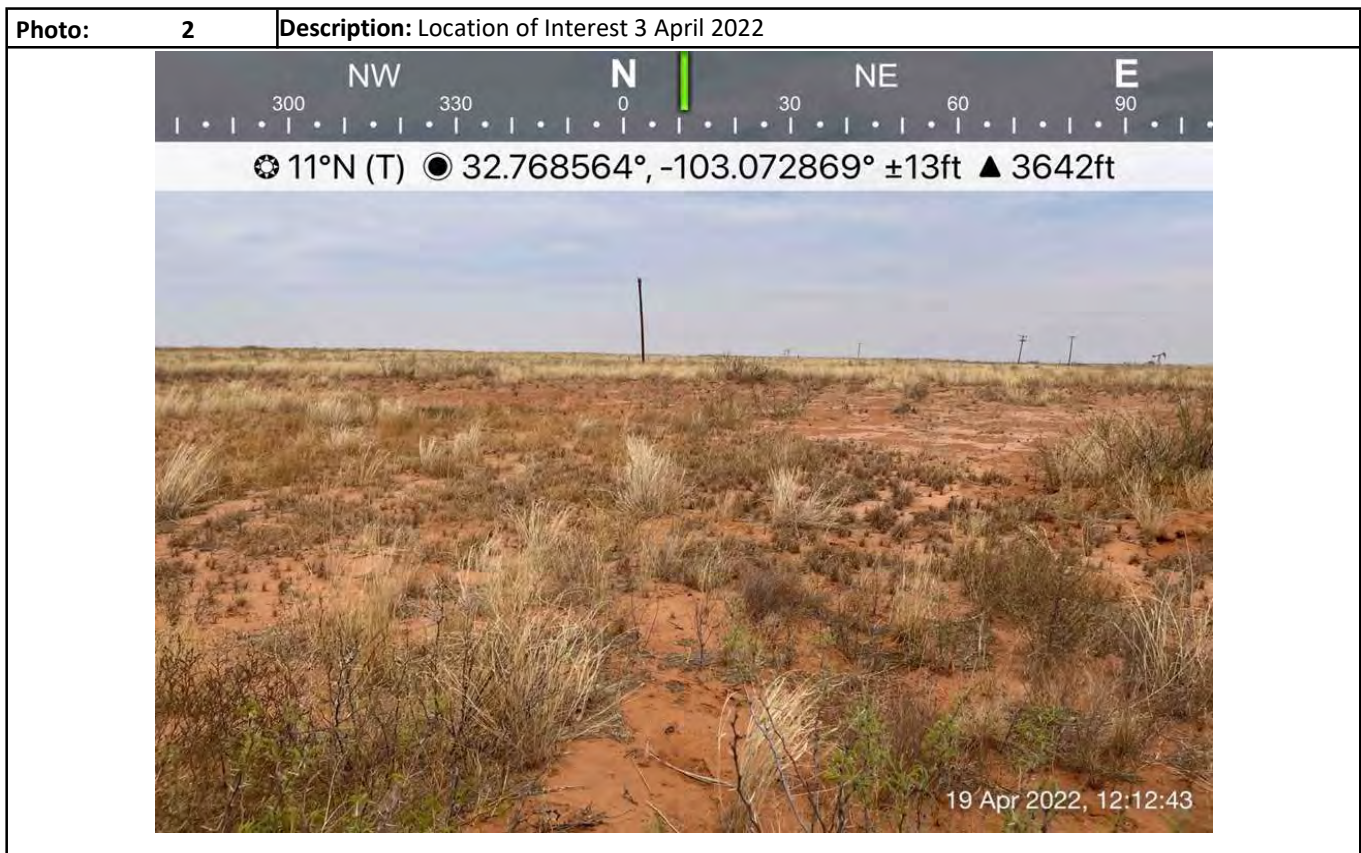 Photo: 2 Description: Location of Interest 3 April 2022
NW N NE E
300 330 0 30 60 90
11°N (T) 32.768564°, -103.072869° ±13ft ▲ 3642ft
19 Apr 2022, 12:12:43